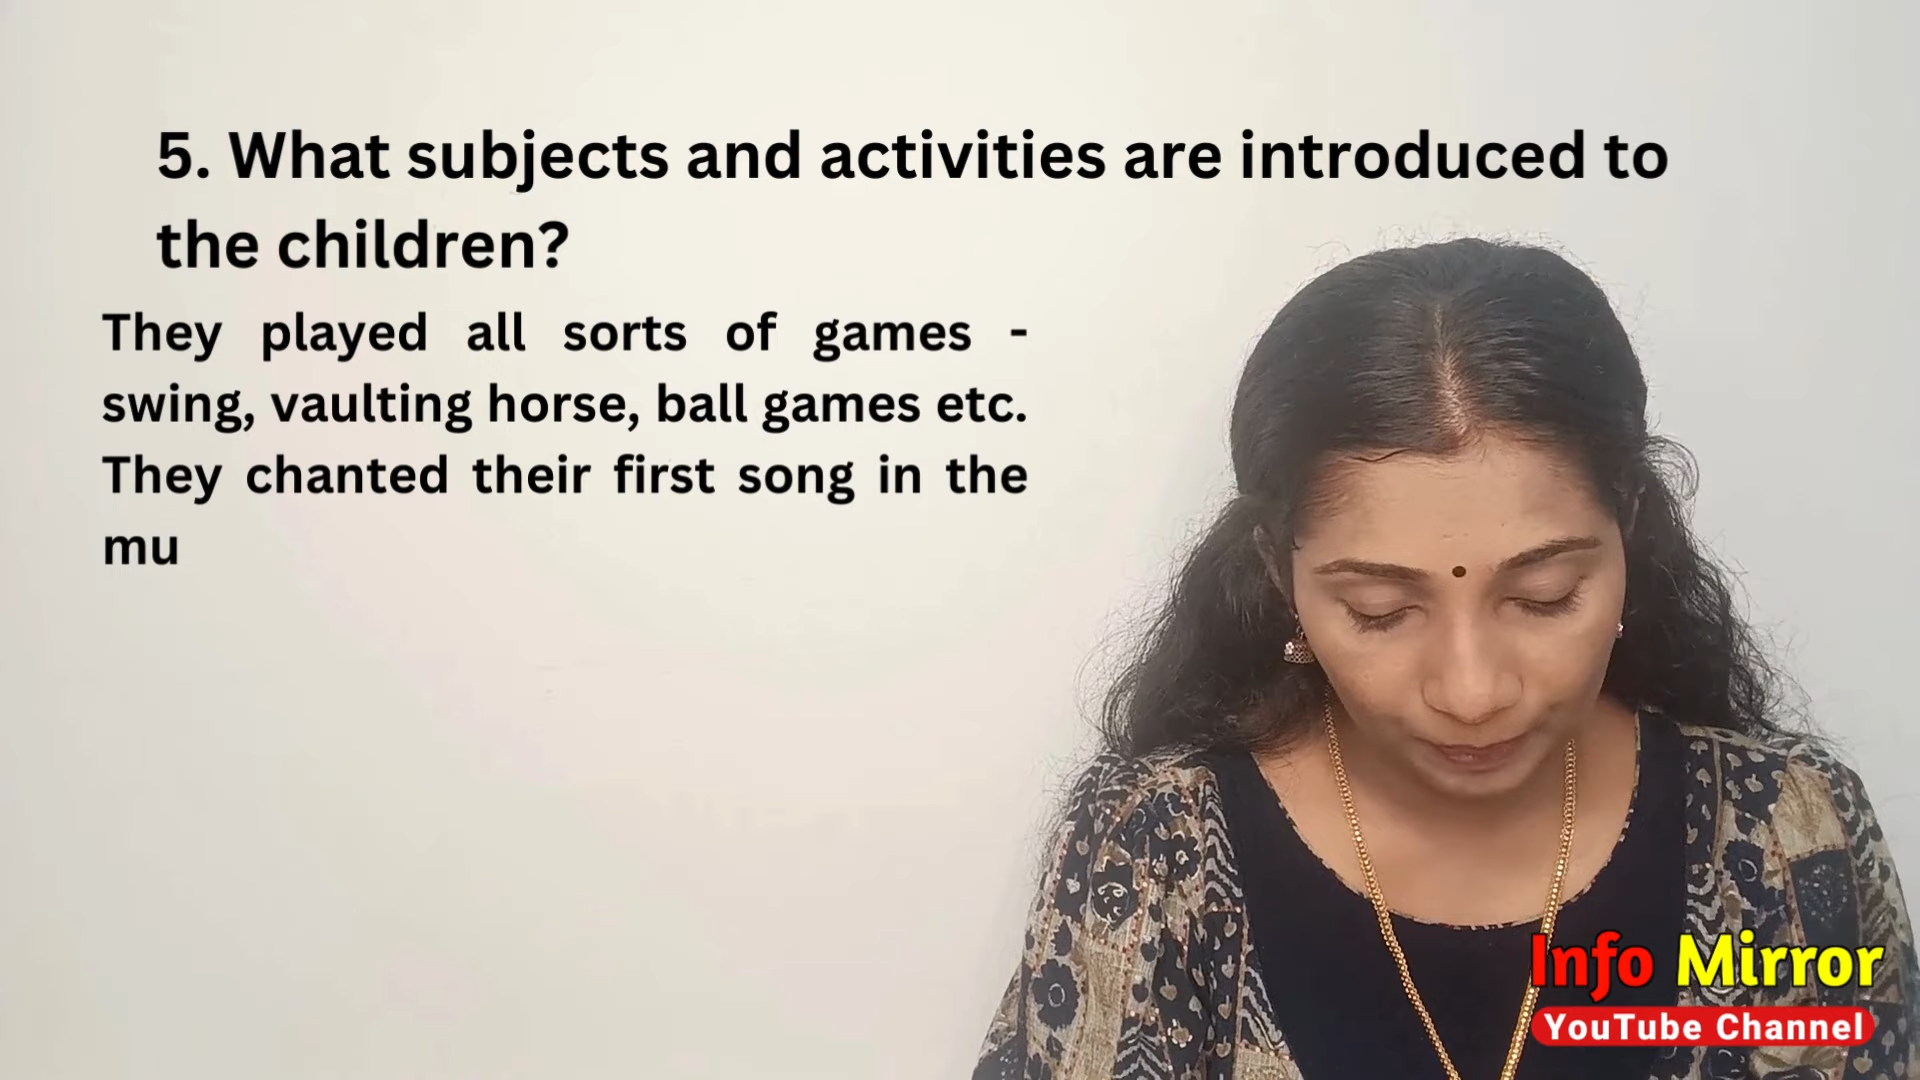 5. What subjects and activities are introduced to
the children?
They played all sorts of games -
swing, vaulting horse, ball games etc.
They chanted their first song in the
mu
Info Mirror
YouTube Channel